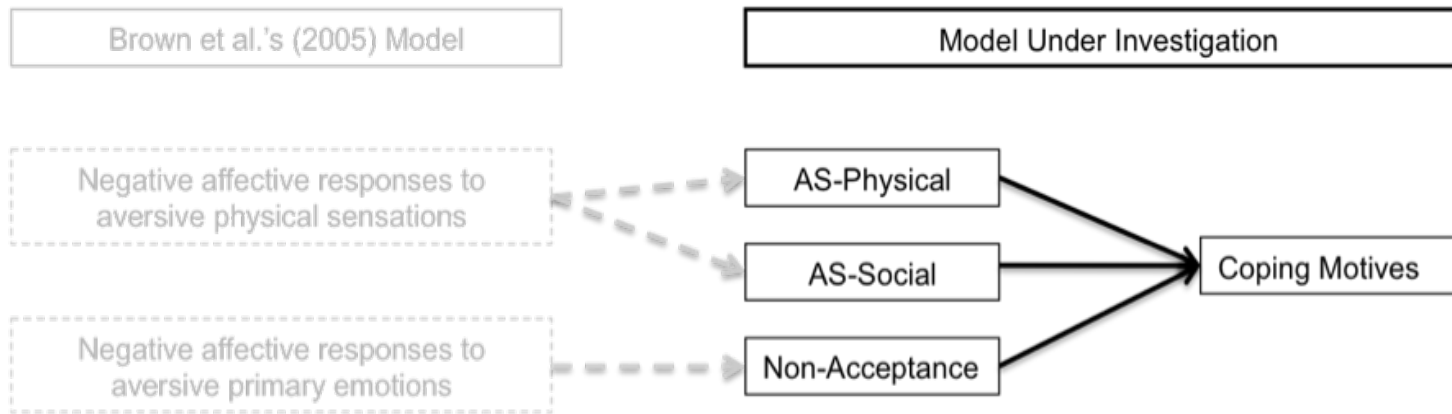 Brown et al.'s (2005) Model
Model Under Investigation
Negative affective responses to
aversive physical sensations
AS-Physical
AS-Social
Coping Motives
Negative affective responses to
aversive primary emotions
Non-Acceptance